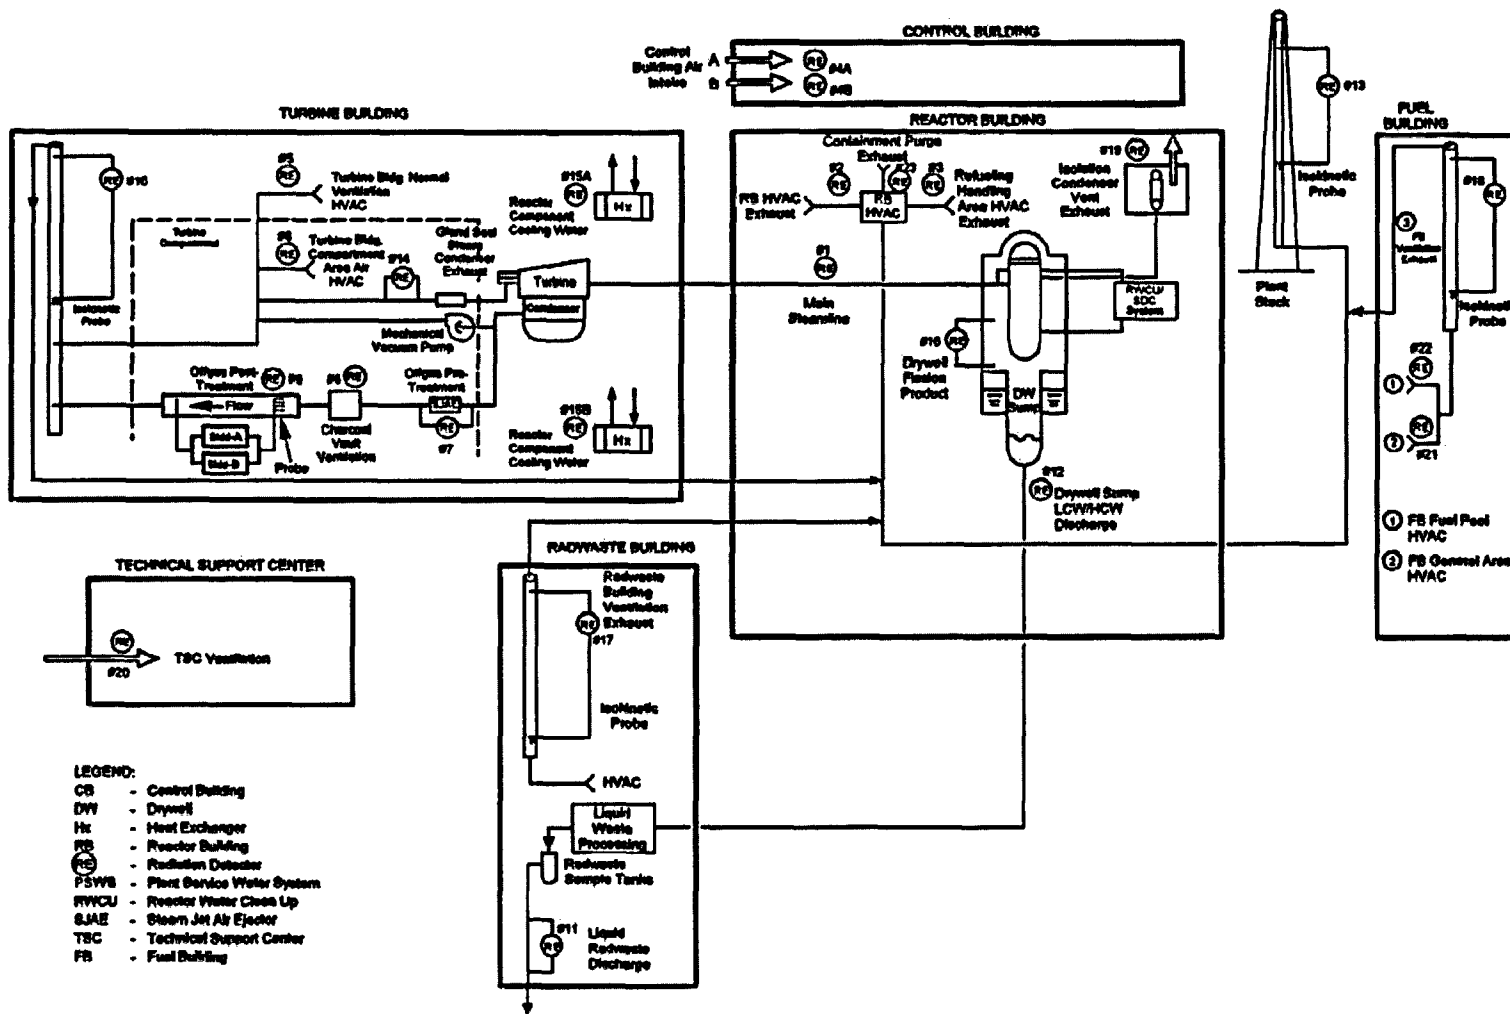 CONTROL BUILDING
Control
Building Air
Intake
A
B
RE
#4A
RE
#4B
TURBINE BUILDING
RE
#10
#5
RE
Turbine Bldg. Normal
Ventilation
HVAC
Turbine
Compartment
RE
Turbine Bldg.
Compartment
Area Air
HVAC
#14
RE
Gland Seal
Steam
Condenser
Exhaust
#15A
RE
Reactor
Component
Cooling Water
Hx
Turbine
Condenser
Isokinetic
Probe
Mechanical
Vacuum Pump
Offgas Post-
Treatment
RE
Flow
Skid-A
Skid-B
Probe
RE
Charcoal
Vault
Ventilation
Offgas Pre-
Treatment
SJAE
RE
#7
#15B
RE
Reactor
Component
Cooling Water
Hx
REACTOR BUILDING
Containment Purge
Exhaust
#2
RE
#23
RE
#3
RE
RB HVAC
Exhaust
RB
HVAC
Refueling
Handling
Area HVAC
Exhaust
#19
RE
Isolation
Condenser
Vent
Exhaust
#1
RE
Main
Steamline
RWCU/
SDC
System
RE
Drywell
Fission
Product
DW
Sump
#12
RE
Drywell Sump
LCW/HCW
Discharge
RE
#13
Isokinetic
Probe
Plant
Stack
FUEL
BUILDING
3
FB
Ventilation
Exhaust
#18
RE
Isokinetic
Probe
#22
RE
1
RE
2
#21
1 FB Fuel Pool
HVAC
2 FB General Area
HVAC
TECHNICAL SUPPORT CENTER
RE
#20
TSC Ventilation
RADWASTE BUILDING
Radwaste
Building
Ventilation
Exhaust
RE
#17
Isokinetic
Probe
HVAC
Liquid
Waste
Processing
Radwaste
Sample Tanks
#11
RE
Liquid
Radwaste
Discharge
LEGEND:
CB - Control Building
DW - Drywell
Hx - Heat Exchanger
RB - Reactor Building
RE - Radiation Detector
PSWS - Plant Service Water System
RWCU - Reactor Water Clean Up
SJAE - Steam Jet Air Ejector
TSC - Technical Support Center
FB - Fuel Building